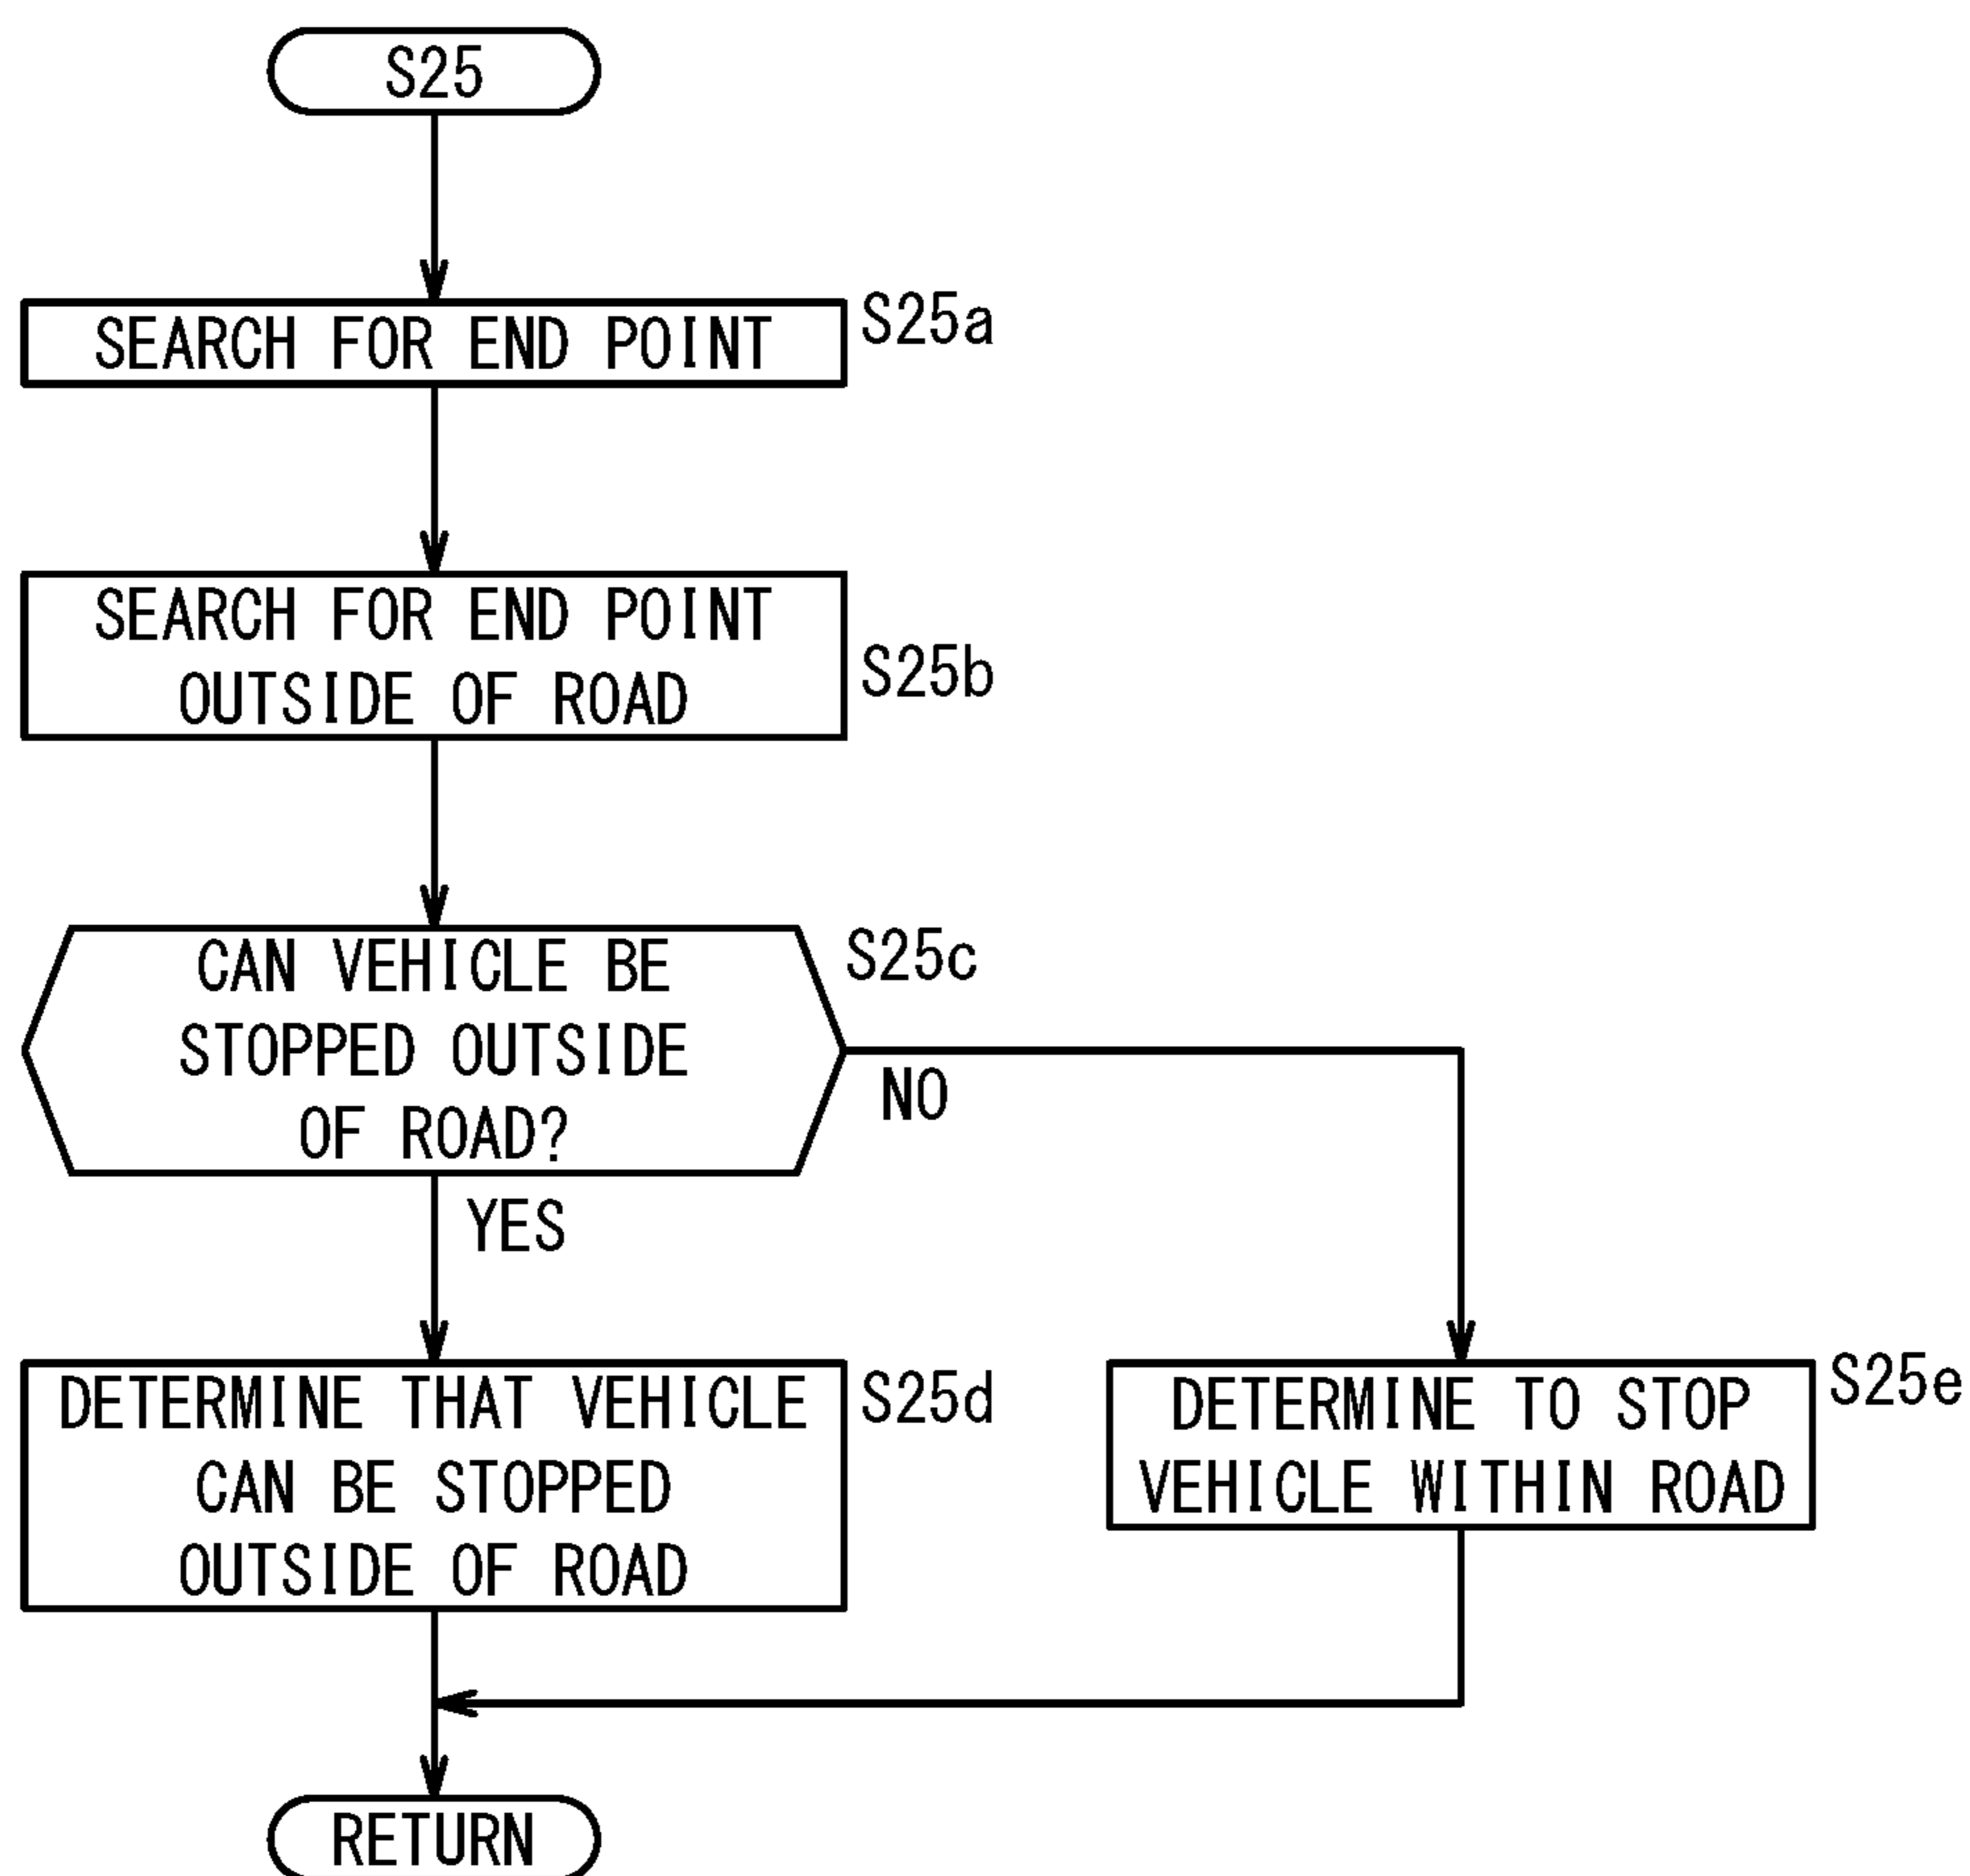 S25
SEARCH FOR END POINT
S25a
SEARCH FOR END POINT
OUTSIDE OF ROAD
S25b
CAN VEHICLE BE
STOPPED OUTSIDE
OF ROAD?
S25c
NO
YES
DETERMINE THAT VEHICLE
CAN BE STOPPED
OUTSIDE OF ROAD
S25d
DETERMINE TO STOP
VEHICLE WITHIN ROAD
S25e
RETURN